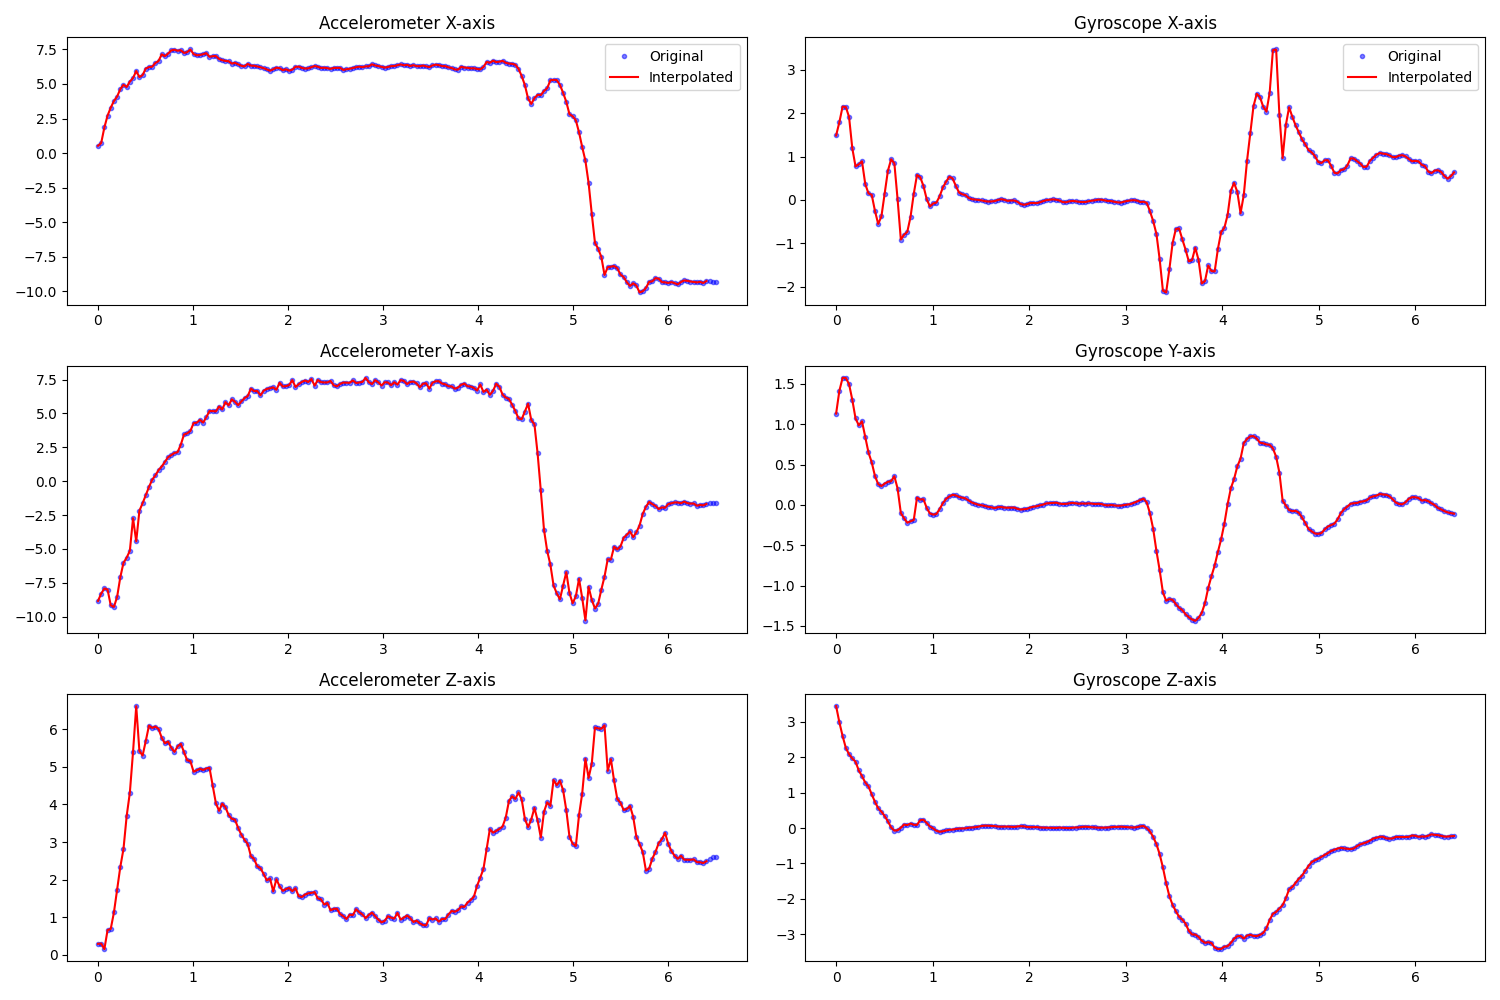 Accelerometer X-axis
7.5
5.0
2.5
0.0
−2.5
−5.0
−7.5
−10.0
0 1 2 3 4 5 6
Original
Interpolated
Gyroscope X-axis
3
2
1
0
−1
−2
0 1 2 3 4 5 6
Original
Interpolated
Accelerometer Y-axis
7.5
5.0
2.5
0.0
−2.5
−5.0
−7.5
−10.0
0 1 2 3 4 5 6
Gyroscope Y-axis
1.5
1.0
0.5
0.0
−0.5
−1.0
−1.5
0 1 2 3 4 5 6
Accelerometer Z-axis
6
5
4
3
2
1
0
0 1 2 3 4 5 6
Gyroscope Z-axis
3
2
1
0
−1
−2
−3
0 1 2 3 4 5 6